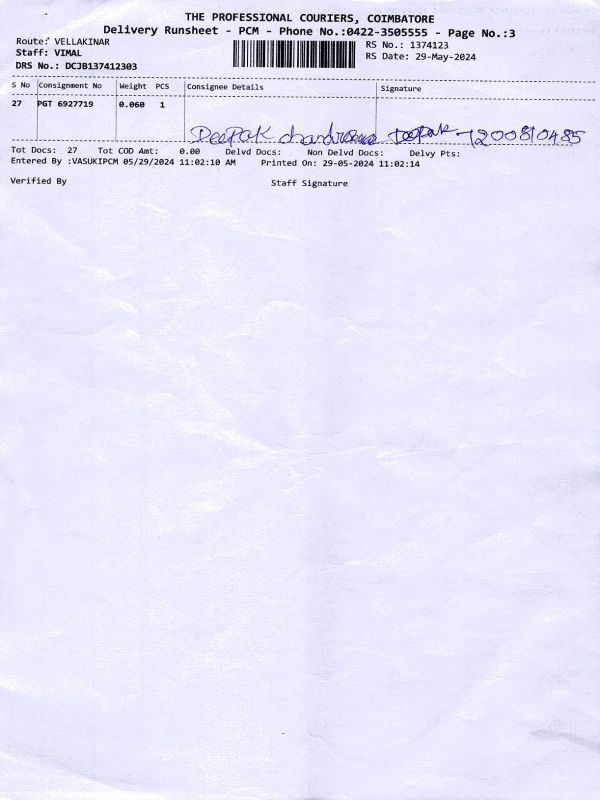 THE PROFESSIONAL COURIERS, COIMBATORE
Delivery Runsheet - PCM - Phone No.:0422-3505555 - Page No.:3
Route: VELLAKINAR
RS No.: 1374123
Staff: VIMAL
RS Date: 29-May-2024
DRS No.: DCJB137412303
S No Consignment No Weight PCS Consignee Details Signature
27 PGT 6927719 0.060 1
Deepak Deepak 7200810485
Tot Docs: 27 Tot COD Amt: 0.00 Delvd Docs: Non Delvd Docs: Delvy Pts:
Entered By :VASUKIPCM 05/29/2024 11:02:10 AM Printed On: 29-05-2024 11:02:14
Verified By Staff Signature